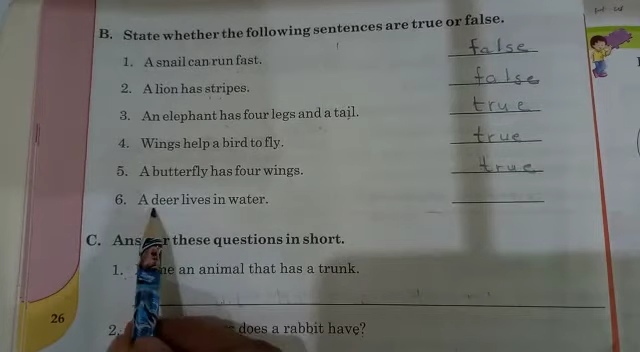 H W
B. State whether the following sentences are true or false.
1. A snail can run fast. false
2. A lion has stripes. false
3. An elephant has four legs and a tail. true
4. Wings help a bird to fly. true
5. A butterfly has four wings. true
6. A deer lives in water.
C. these questions in short.
1. an animal that has a trunk.
26
2. does a rabbit have?